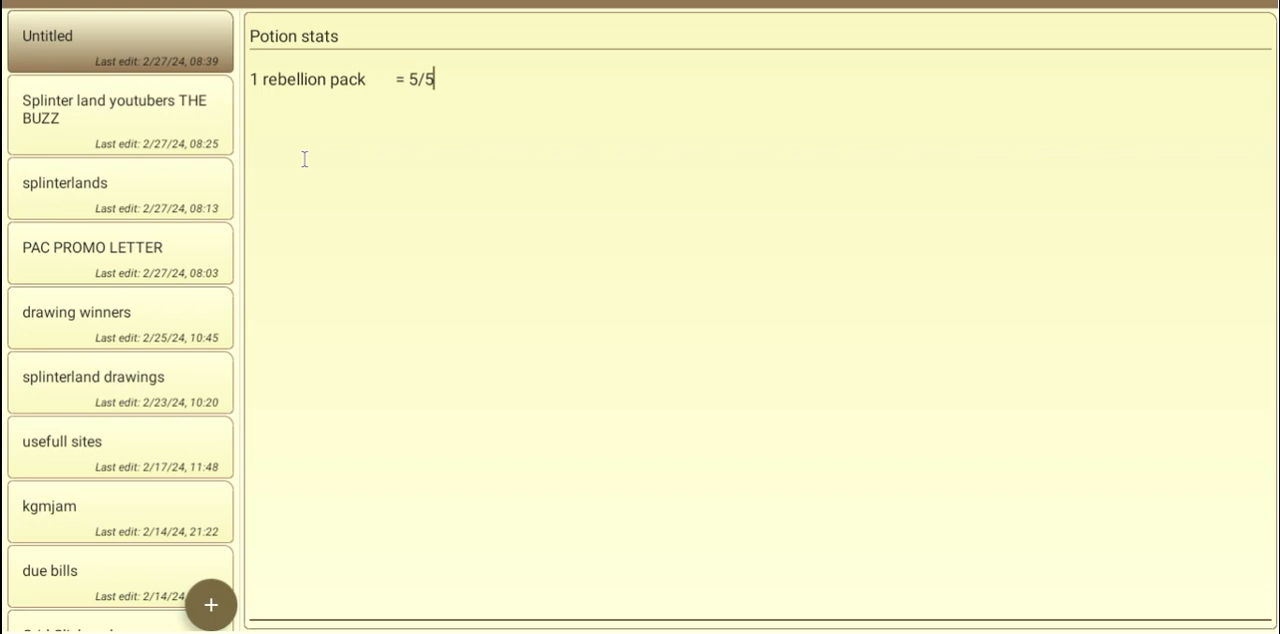 Untitled
Last edit: 2/27/24, 08:39
Splinter land youtubers THE
BUZZ
Last edit: 2/27/24, 08:25
splinterlands
Last edit: 2/27/24, 08:13
PAC PROMO LETTER
Last edit: 2/27/24, 08:03
drawing winners
Last edit: 2/25/24, 10:45
splinterland drawings
Last edit: 2/23/24, 10:20
usefull sites
Last edit: 2/17/24, 11:48
kgmjam
Last edit: 2/14/24, 21:22
due bills
Last edit: 2/14/24
+
Potion stats
1 rebellion pack = 5/5